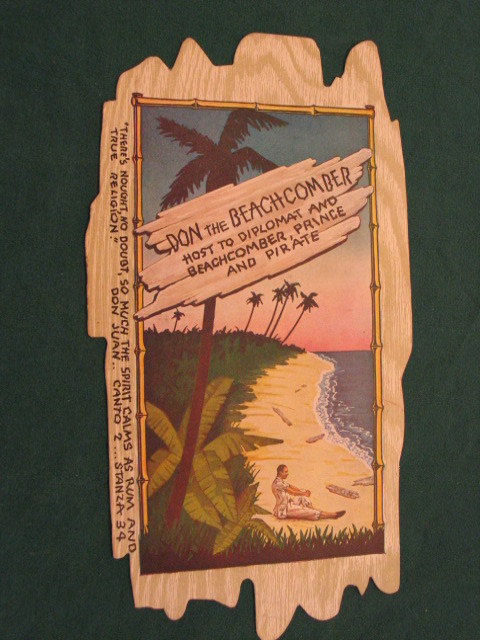 DON THE BEACHCOMBER
HOST TO DIPLOMAT AND
BEACHCOMBER, PRINCE
AND PIRATE
"THERE'S NOUGHT, NO DOUBT, SO MUCH THE SPIRIT CALMS AS RUM AND
TRUE RELIGION." DON JUAN.. CANTO 2 ... STANZA 34